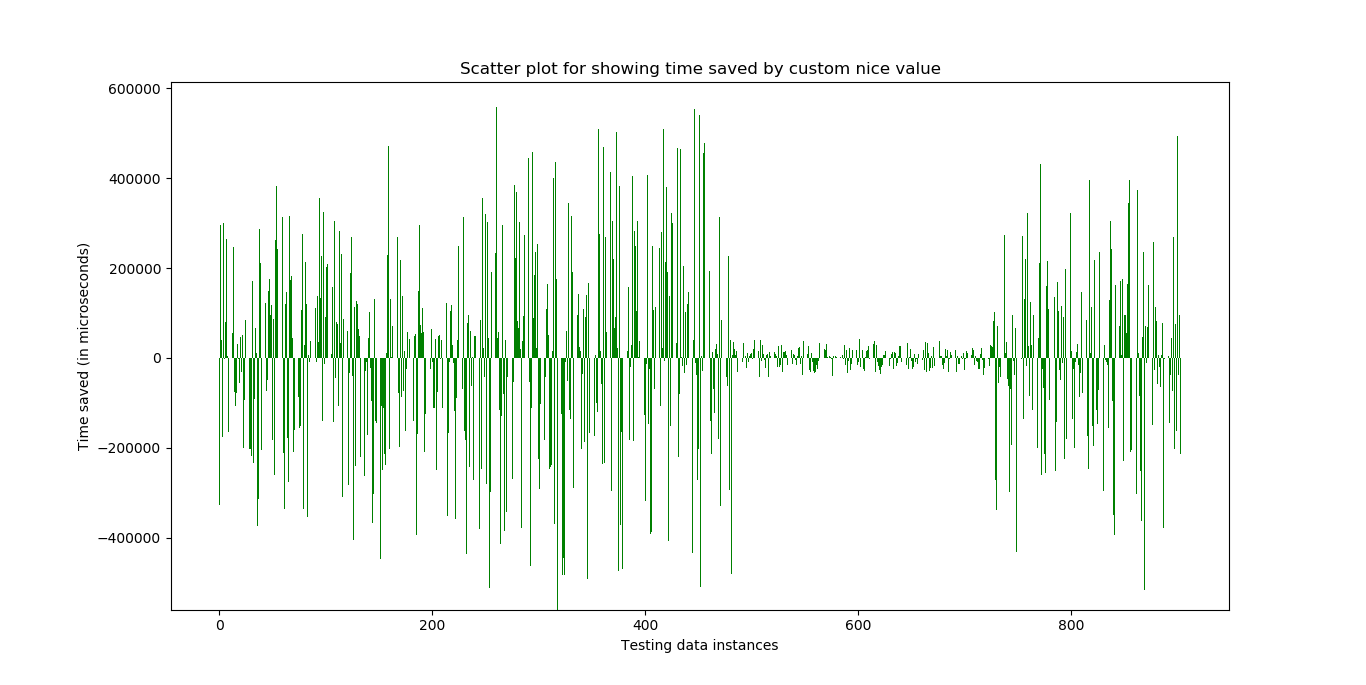 Scatter plot for showing time saved by custom nice value
600000
400000
200000
0
−200000
−400000
Time saved (in microseconds)
0 200 400 600 800
Testing data instances